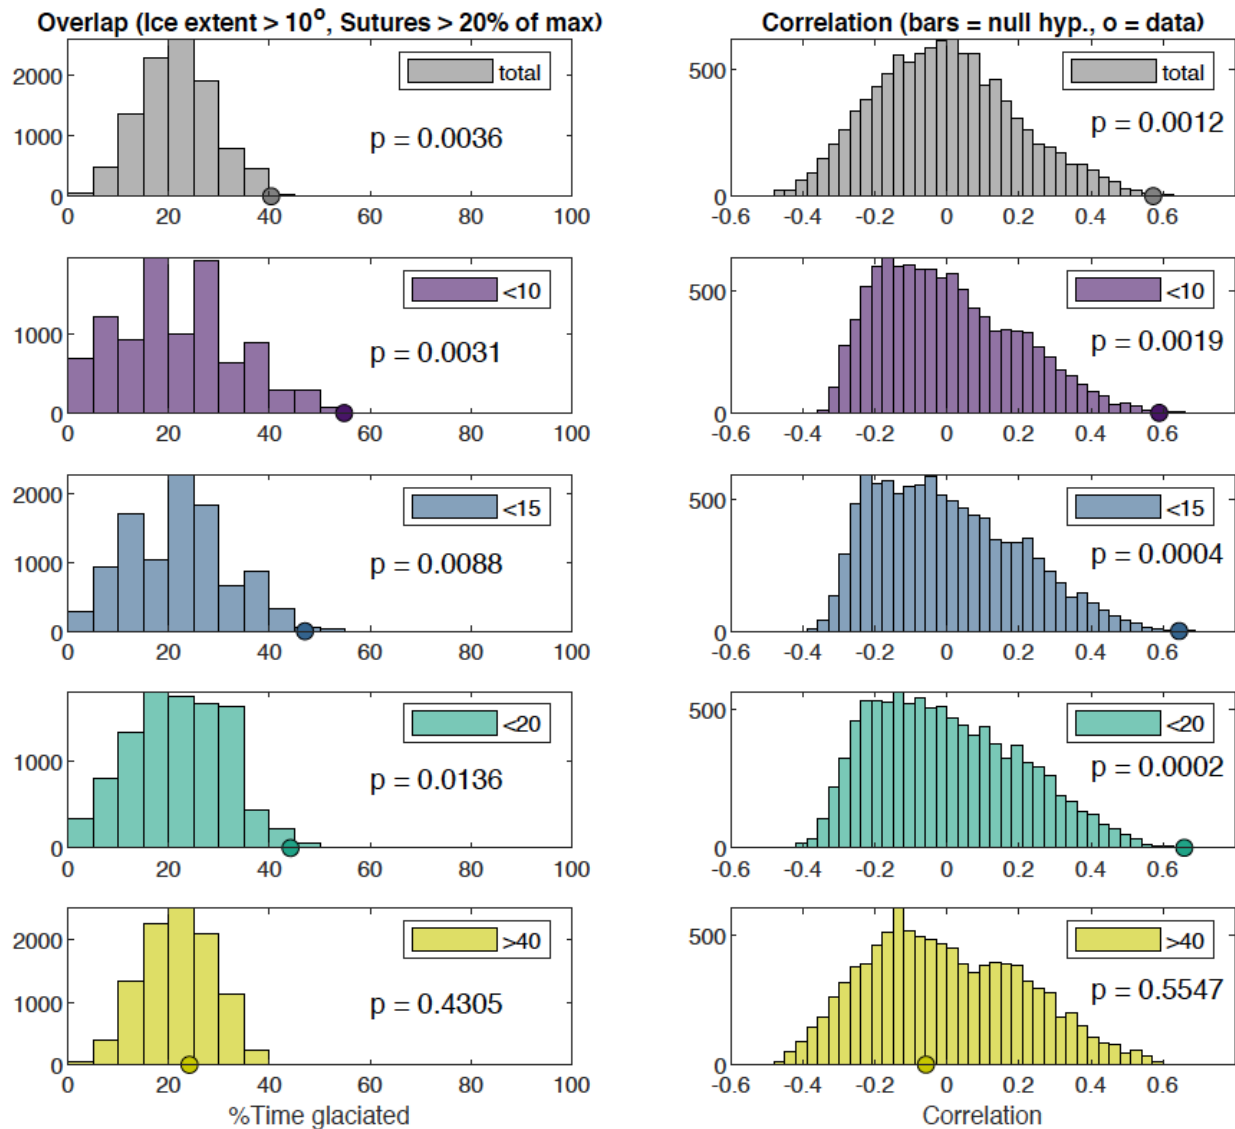 Overlap (Ice extent > 10°, Sutures > 20% of max)
2000
1000
0
total
p = 0.0036
0 20 40 60 80 100
Correlation (bars = null hyp., o = data)
500
0
total
p = 0.0012
-0.6 -0.4 -0.2 0 0.2 0.4 0.6
1000
0
<10
p = 0.0031
0 20 40 60 80 100
500
0
<10
p = 0.0019
-0.6 -0.4 -0.2 0 0.2 0.4 0.6
2000
1000
0
<15
p = 0.0088
0 20 40 60 80 100
500
0
<15
p = 0.0004
-0.6 -0.4 -0.2 0 0.2 0.4 0.6
1000
0
<20
p = 0.0136
0 20 40 60 80 100
500
0
<20
p = 0.0002
-0.6 -0.4 -0.2 0 0.2 0.4 0.6
2000
1000
0
>40
p = 0.4305
0 20 40 60 80 100
%Time glaciated
500
0
>40
p = 0.5547
-0.6 -0.4 -0.2 0 0.2 0.4 0.6
Correlation